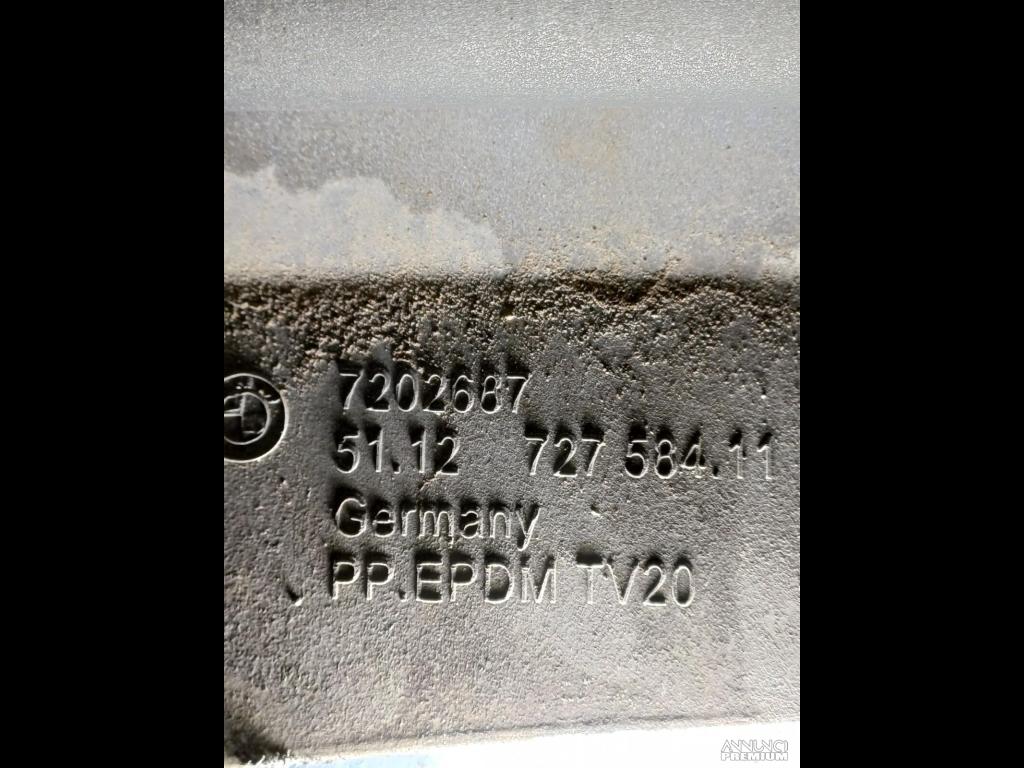 7202687
51.12 727 584.11
Germany
PP.EPDM TV20
ANNUNCI
PREMIUM